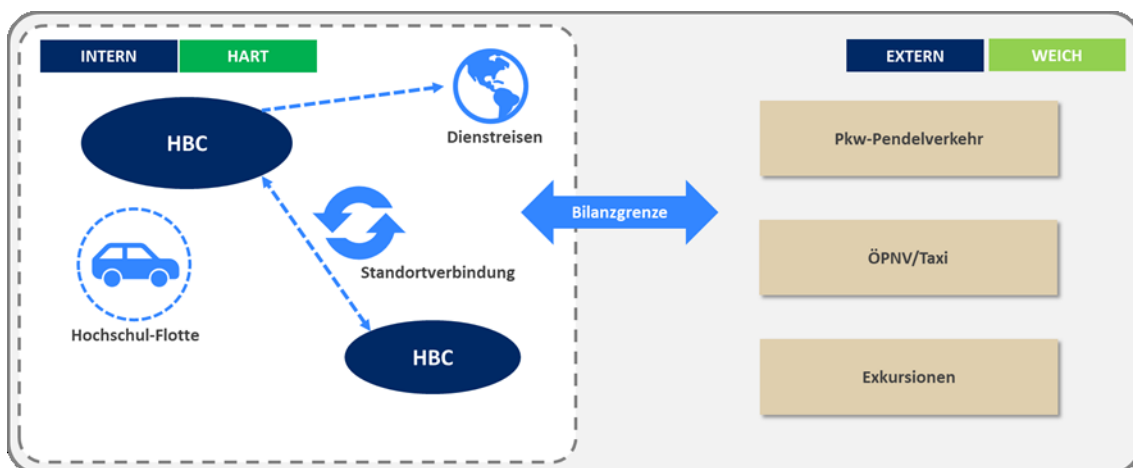 INTERN
HART
EXTERN
WEICH
HBC
Dienstreisen
Pkw-Pendelverkehr
Bilanzgrenze
Standortverbindung
ÖPNV/Taxi
Hochschul-Flotte
HBC
Exkursionen